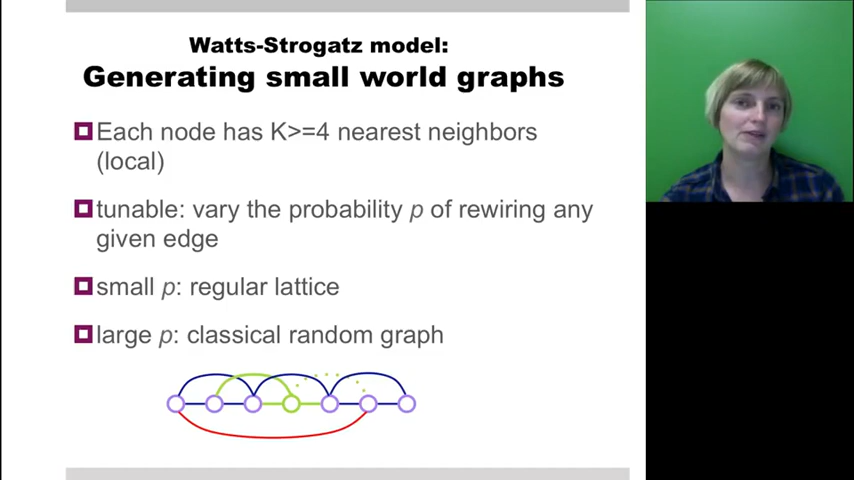 Watts-Strogatz model:
Generating small world graphs
Each node has K>=4 nearest neighbors
(local)
tunable: vary the probability p of rewiring any
given edge
small p: regular lattice
large p: classical random graph